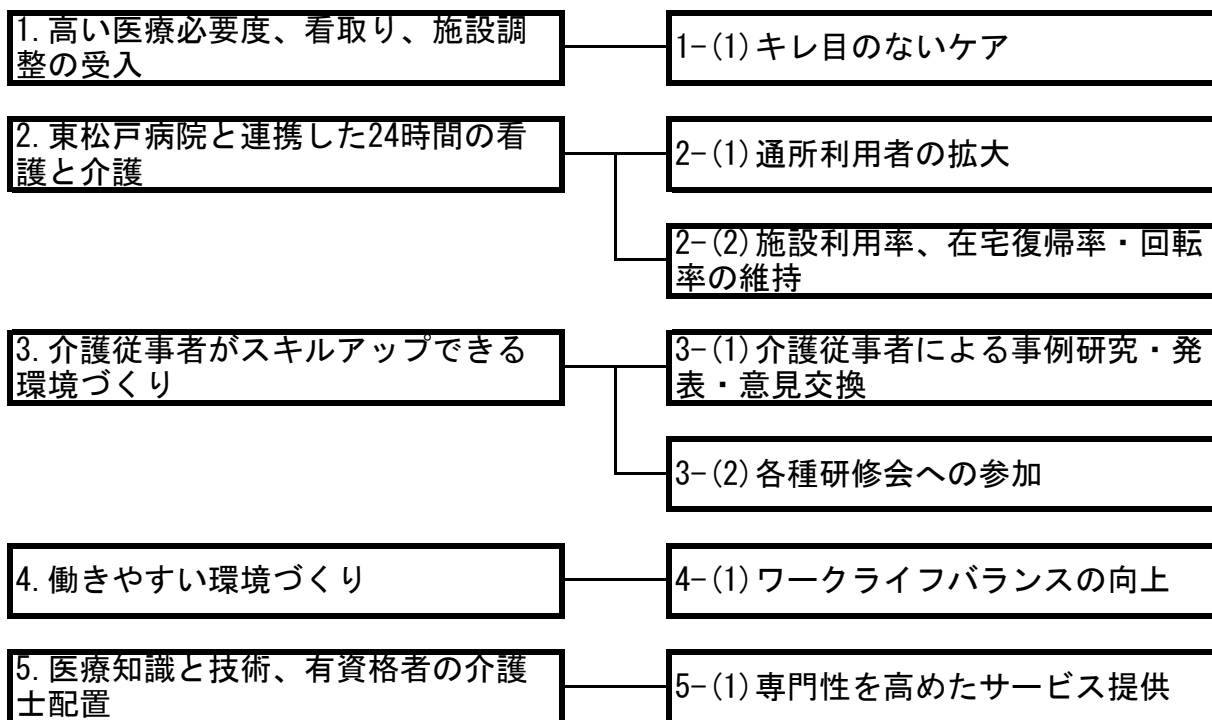 1.高い医療必要度、看取り、施設調
整の受入
1-(1)キレ目のないケア
2.東松戸病院と連携した24時間の看
護と介護
2-(1)通所利用者の拡大
2-(2)施設利用率、在宅復帰率・回転
率の維持
3.介護従事者がスキルアップできる
環境づくり
3-(1)介護従事者による事例研究・発
表・意見交換
3-(2)各種研修会への参加
4.働きやすい環境づくり
4-(1)ワークライフバランスの向上
5.医療知識と技術、有資格者の介護
士配置
5-(1)専門性を高めたサービス提供